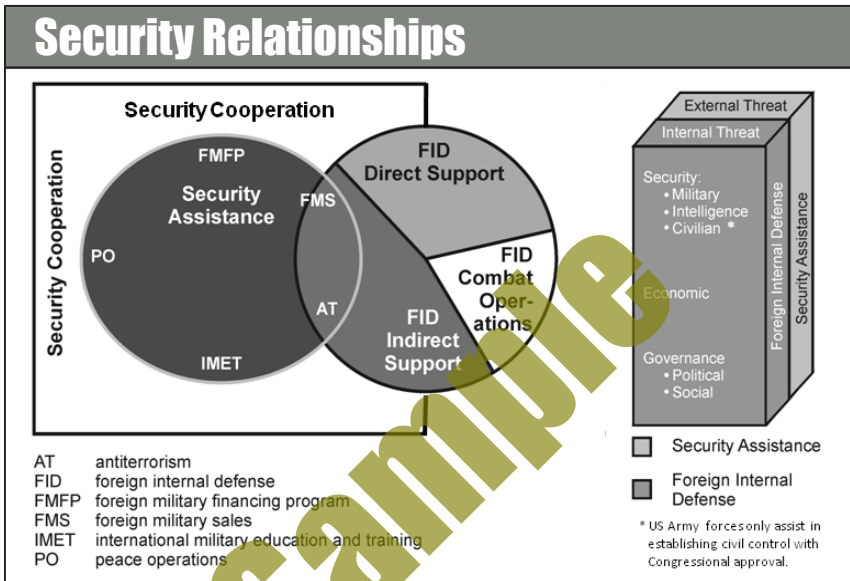 Security Relationships
Security Cooperation
Security Cooperation
FMFP
Security
Assistance
FMS
PO
AT
IMET
FID
Direct Support
FID
Combat
Oper-
ations
FID
Indirect
Support
External Threat
Internal Threat
Security:
• Military
• Intelligence
• Civilian *
Economic
Governance
• Political
• Social
Foreign Internal Defense
Security Assistance
Security Assistance
Foreign Internal
Defense
* US Army forces only assist in
establishing civil control with
Congressional approval.
AT antiterrorism
FID foreign internal defense
FMFP foreign military financing program
FMS foreign military sales
IMET international military education and training
PO peace operations
Sample